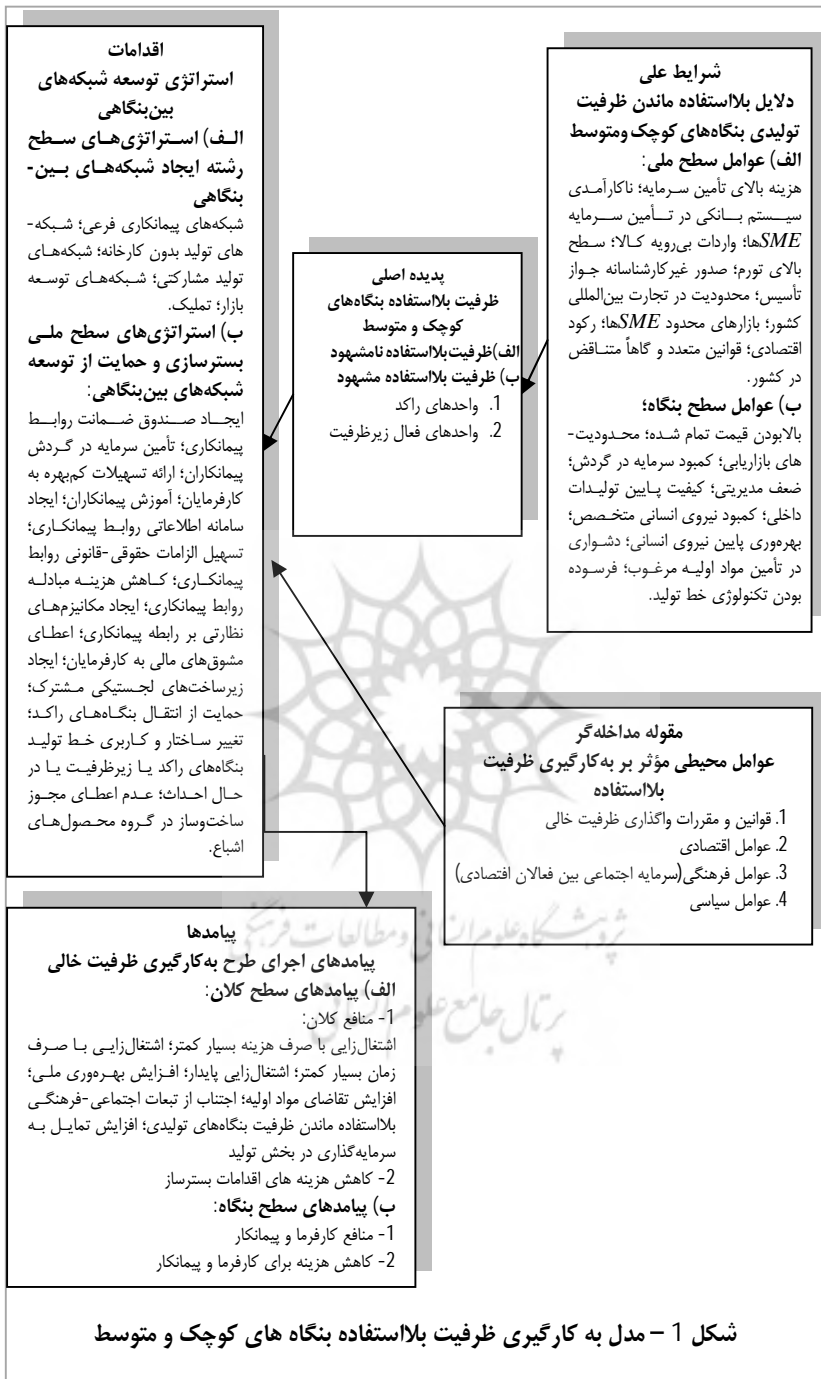 شرایط علی
دلایل بلااستفاده ماندن ظرفیت
تولیدی بنگاه‌های کوچک ومتوسط
الف) عوامل سطح ملی:
هزینه بالای تأمین سرمایه؛ ناکارآمدی
سیستم بانکی در تأمین سرمایه
SMEها؛ واردات بی‌رویه کالا؛ سطح
بالای تورم؛ صدور غیرکارشناسانه جواز
تأسیس؛ محدودیت در تجارت بین‌المللی
کشور؛ بازارهای محدود SMEها؛ رکود
اقتصادی؛ قوانین متعدد و گاهاً متناقض
در کشور.
ب) عوامل سطح بنگاه؛
بالابودن قیمت تمام شده؛ محدودیت-
های بازاریابی؛ کمبود سرمایه در گردش؛
ضعف مدیریتی؛ کیفیت پایین تولیدات
داخلی؛ کمبود نیروی انسانی متخصص؛
بهره‌وری پایین نیروی انسانی؛ دشواری
در تأمین مواد اولیه مرغوب؛ فرسوده
بودن تکنولوژی خط تولید.
پدیده اصلی
ظرفیت بلااستفاده بنگاه‌های
کوچک و متوسط
الف)ظرفیت‌بلااستفاده نامشهود
ب) ظرفیت بلااستفاده مشهود
1. واحدهای راکد
2. واحدهای فعال زیرظرفیت
اقدامات
استراتژی توسعه شبکه‌های
بین‌بنگاهی
الف) استراتژی‌های سطح
رشته ایجاد شبکه‌های بین-
بنگاهی
شبکه‌های پیمانکاری فرعی؛ شبکه-
های تولید بدون کارخانه؛ شبکه‌های
تولید مشارکتی؛ شبکه‌های توسعه
بازار؛ تملیک.
ب) استراتژی‌های سطح ملی
بسترسازی و حمایت از توسعه
شبکه‌های بین‌بنگاهی:
ایجاد صندوق ضمانت روابط
پیمانکاری؛ تأمین سرمایه در گردش
پیمانکاران؛ ارائه تسهیلات کم‌بهره به
کارفرمایان؛ آموزش پیمانکاران؛ ایجاد
سامانه اطلاعاتی روابط پیمانکاری؛
تسهیل الزامات حقوقی-قانونی روابط
پیمانکاری؛ کاهش هزینه مبادله
روابط پیمانکاری؛ ایجاد مکانیزم‌های
نظارتی بر رابطه پیمانکاری؛ اعطای
مشوق‌های مالی به کارفرمایان؛ ایجاد
زیرساخت‌های لجستیکی مشترک؛
حمایت از انتقال بنگاه‌های راکد؛
تغییر ساختار و کاربری خط تولید
بنگاه‌های راکد یا زیرظرفیت یا در
حال احداث؛ عدم اعطای مجوز
ساخت‌وساز در گروه محصول‌های
اشباع.
مقوله مداخله‌گر
عوامل محیطی مؤثر بر به‌کارگیری ظرفیت
بلااستفاده
1. قوانین و مقررات واگذاری ظرفیت خالی
2. عوامل اقتصادی
3. عوامل فرهنگی(سرمایه اجتماعی بین فعالان افتصادی)
4. عوامل سیاسی
پژوهشگاه علوم انسانی و مطالعات فرهنگی
پرتال جامع علوم انسانی
پیامدها
پیامدهای اجرای طرح به‌کارگیری ظرفیت خالی
الف) پیامدهای سطح کلان:
1- منافع کلان:
اشتغال‌زایی با صرف هزینه بسیار کمتر؛ اشتغال‌زایی با صرف
زمان بسیار کمتر؛ اشتغال‌زایی پایدار؛ افزایش بهره‌وری ملی؛
افزایش تقاضای مواد اولیه؛ اجتناب از تبعات اجتماعی-فرهنگی
بلااستفاده ماندن ظرفیت بنگاه‌های تولیدی؛ افزایش تمایل به
سرمایه‌گذاری در بخش تولید
2- کاهش هزینه های اقدامات بسترساز
ب) پیامدهای سطح بنگاه:
1- منافع کارفرما و پیمانکار
2- کاهش هزینه برای کارفرما و پیمانکار
شکل 1 – مدل به کارگیری ظرفیت بلااستفاده بنگاه های کوچک و متوسط